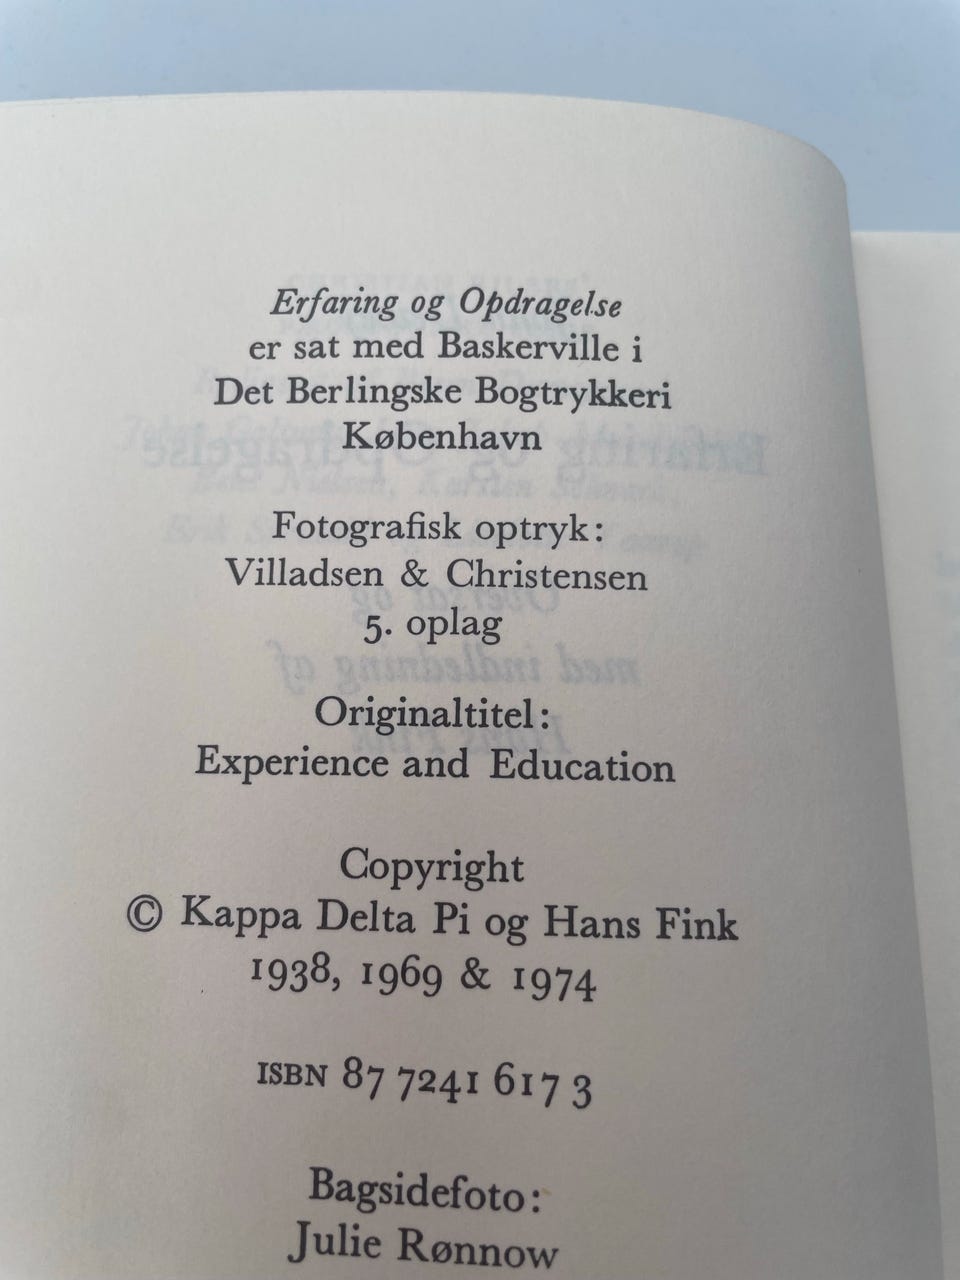 Erfaring og Opdragelse
er sat med Baskerville i
Det Berlingske Bogtrykkeri
København
Fotografisk optryk:
Villadsen & Christensen
5. oplag
Originaltitel:
Experience and Education
Copyright
© Kappa Delta Pi og Hans Fink
1938, 1969 & 1974
ISBN 87 7241 617 3
Bagsidefoto:
Julie Rønnow